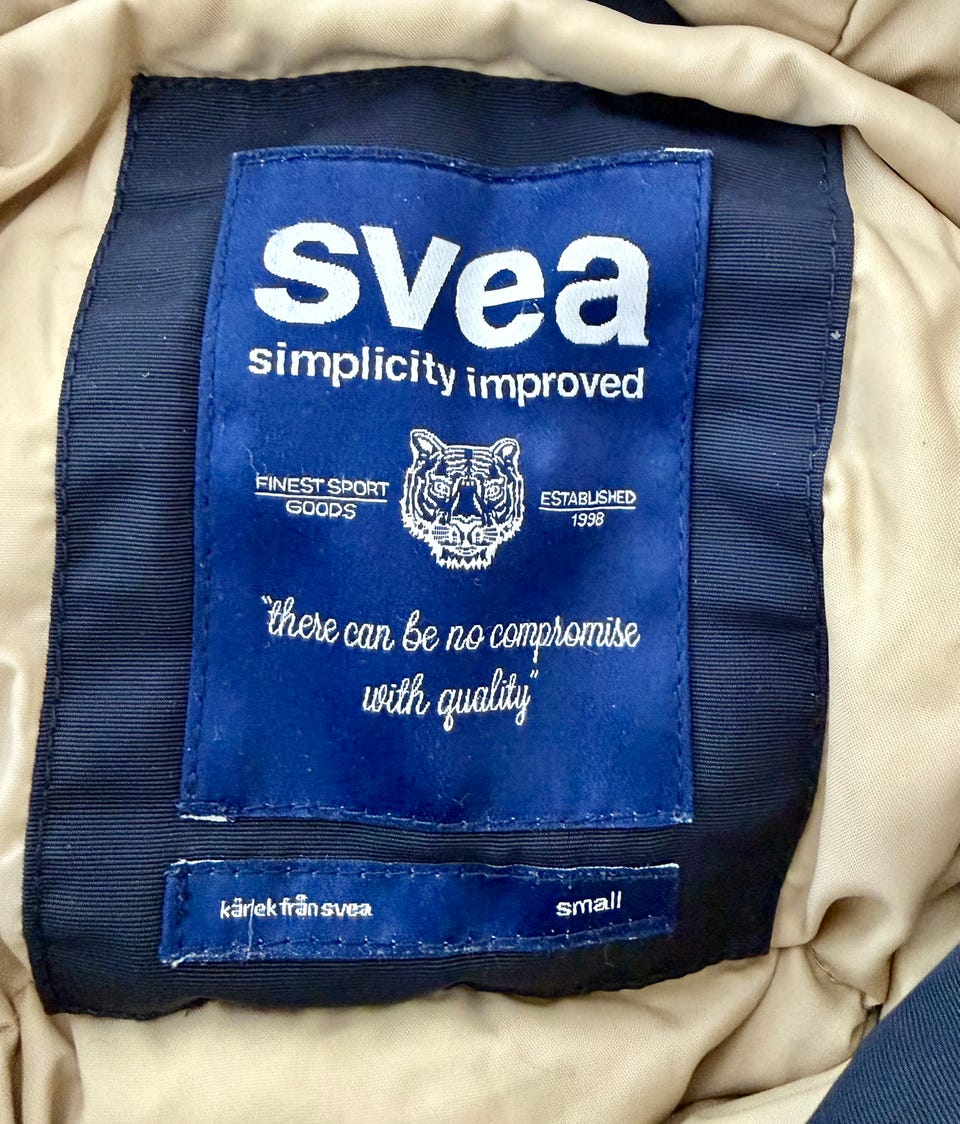 svea
simplicity improved
FINEST SPORT
GOODS
ESTABLISHED
1998
"there can be no compromise
with quality"
kärlek från svea
small